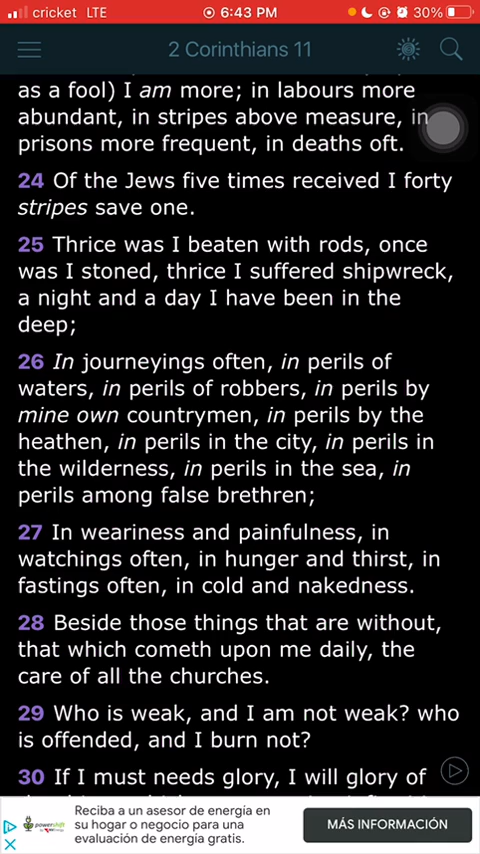 cricket LTE 6:43 PM 30%
2 Corinthians 11
as a fool) I am more; in labours more
abundant, in stripes above measure, in
prisons more frequent, in deaths oft.
24 Of the Jews five times received I forty
stripes save one.
25 Thrice was I beaten with rods, once
was I stoned, thrice I suffered shipwreck,
a night and a day I have been in the
deep;
26 In journeyings often, in perils of
waters, in perils of robbers, in perils by
mine own countrymen, in perils by the
heathen, in perils in the city, in perils in
the wilderness, in perils in the sea, in
perils among false brethren;
27 In weariness and painfulness, in
watchings often, in hunger and thirst, in
fastings often, in cold and nakedness.
28 Beside those things that are without,
that which cometh upon me daily, the
care of all the churches.
29 Who is weak, and I am not weak? who
is offended, and I burn not?
30 If I must needs glory, I will glory of
Reciba a un asesor de energía en
su hogar o negocio para una
evaluación de energía gratis.
powershift
MÁS INFORMACIÓN